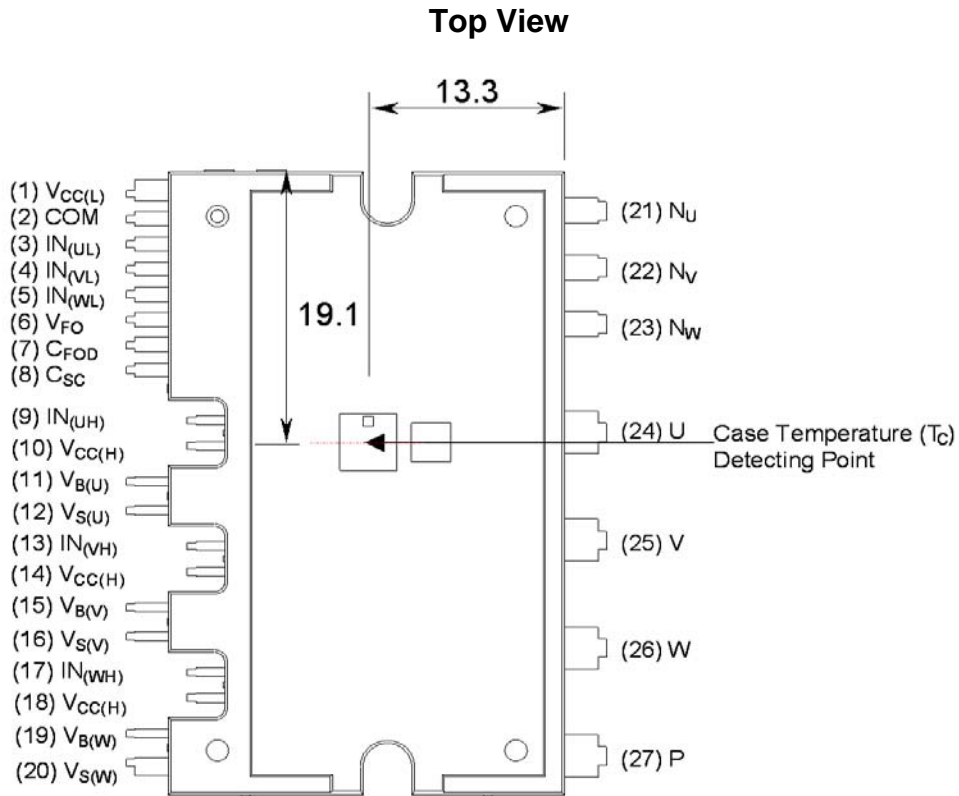 Top View
13.3
19.1
(1) VCC(L)
(2) COM
(3) IN(UL)
(4) IN(VL)
(5) IN(WL)
(6) VFO
(7) CFOD
(8) CSC
(9) IN(UH)
(10) VCC(H)
(11) VB(U)
(12) VS(U)
(13) IN(VH)
(14) VCC(H)
(15) VB(V)
(16) VS(V)
(17) IN(WH)
(18) VCC(H)
(19) VB(W)
(20) VS(W)
(21) NU
(22) NV
(23) NW
(24) U
(25) V
(26) W
(27) P
Case Temperature (TC)
Detecting Point